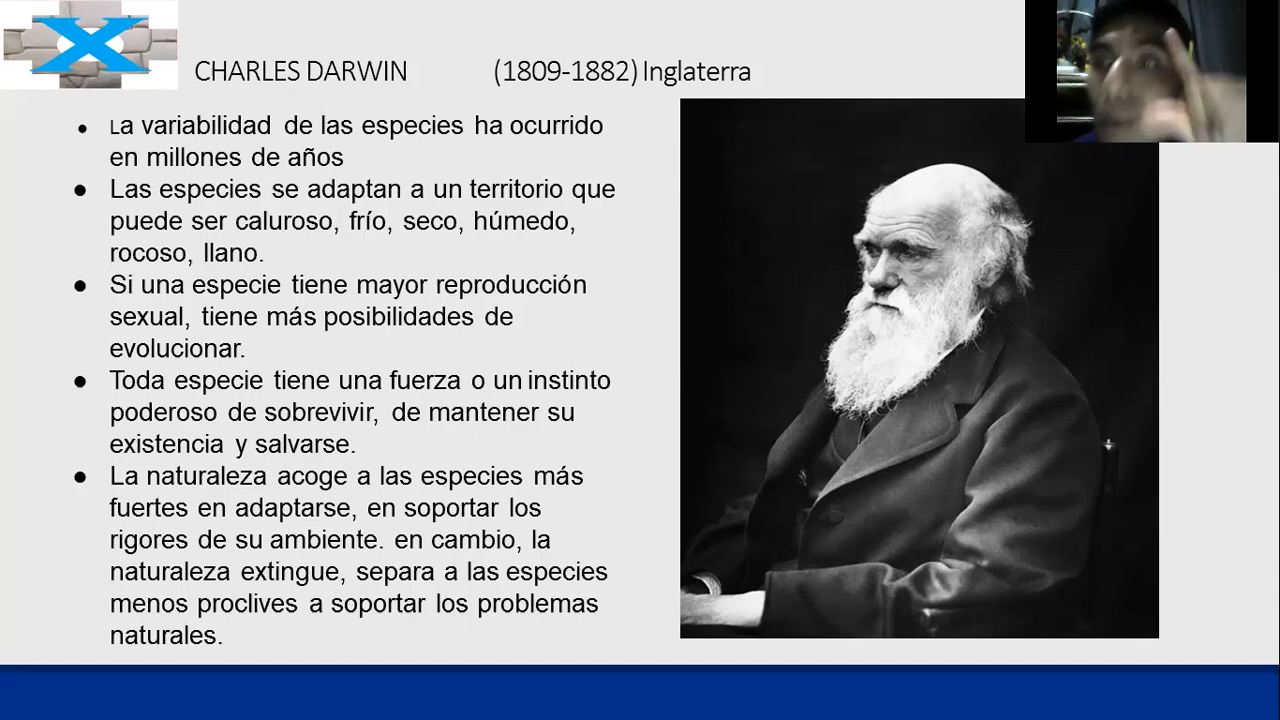 X
CHARLES DARWIN (1809-1882) Inglaterra
• La variabilidad de las especies ha ocurrido
en millones de años
● Las especies se adaptan a un territorio que
puede ser caluroso, frío, seco, húmedo,
rocoso, llano.
● Si una especie tiene mayor reproducción
sexual, tiene más posibilidades de
evolucionar.
● Toda especie tiene una fuerza o un instinto
poderoso de sobrevivir, de mantener su
existencia y salvarse.
● La naturaleza acoge a las especies más
fuertes en adaptarse, en soportar los
rigores de su ambiente. en cambio, la
naturaleza extingue, separa a las especies
menos proclives a soportar los problemas
naturales.